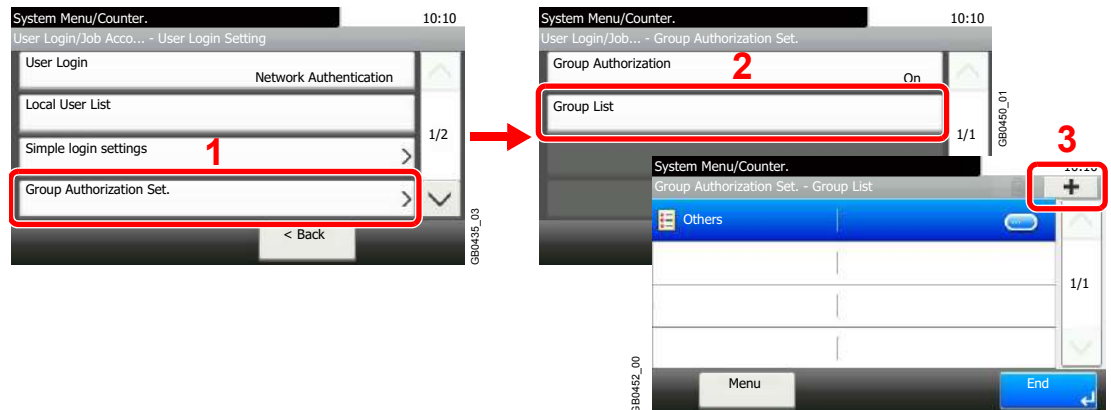 System Menu/Counter.
10:10
User Login/Job Acco... - User Login Setting
User Login
Network Authentication
Local User List
1/2
Simple login settings
1
Group Authorization Set.
< Back
GB0435_03
System Menu/Counter.
10:10
User Login/Job... - Group Authorization Set.
Group Authorization
2
On
Group List
1/1
GB0450_01
3
System Menu/Counter.
10:10
Group Authorization Set. - Group List
+
Others
...
1/1
Menu
End
GB0452_00